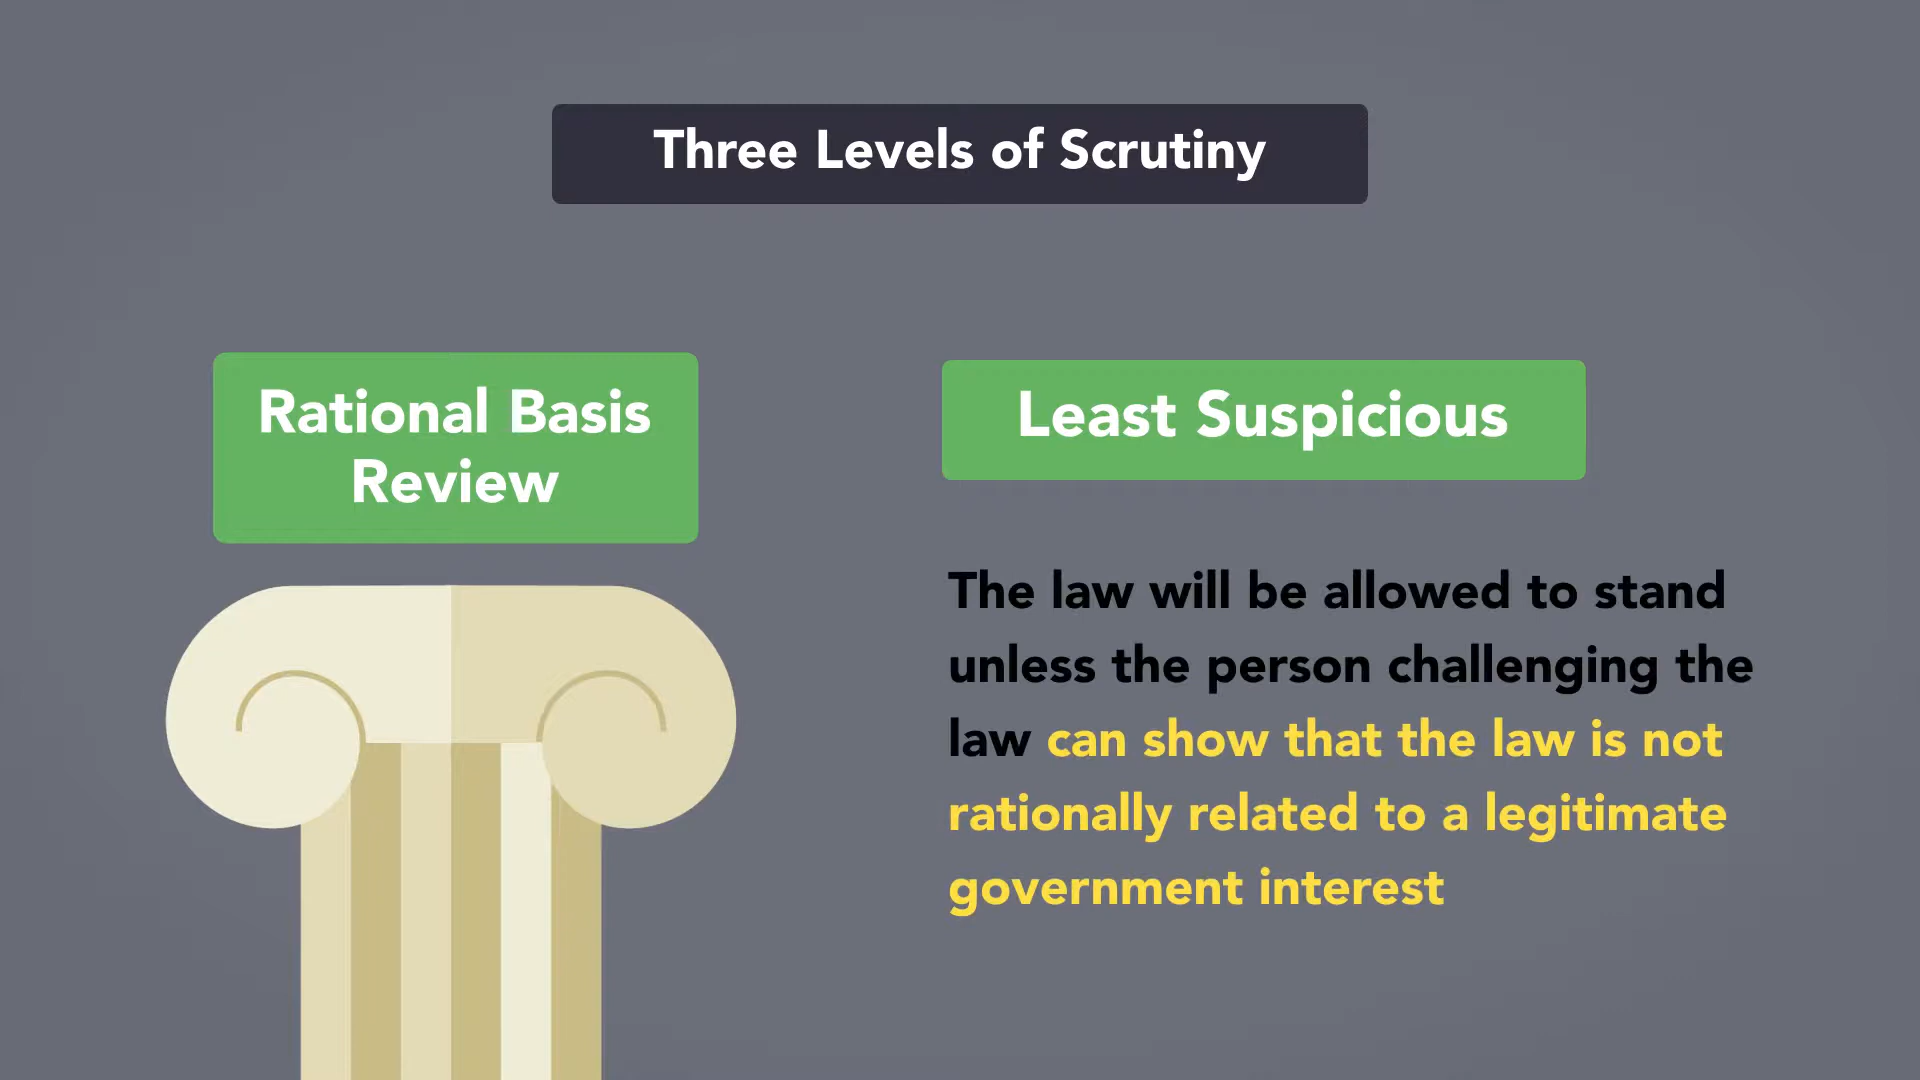 Three Levels of Scrutiny
Rational Basis
Review
Least Suspicious
The law will be allowed to stand
unless the person challenging the
law can show that the law is not
rationally related to a legitimate
government interest